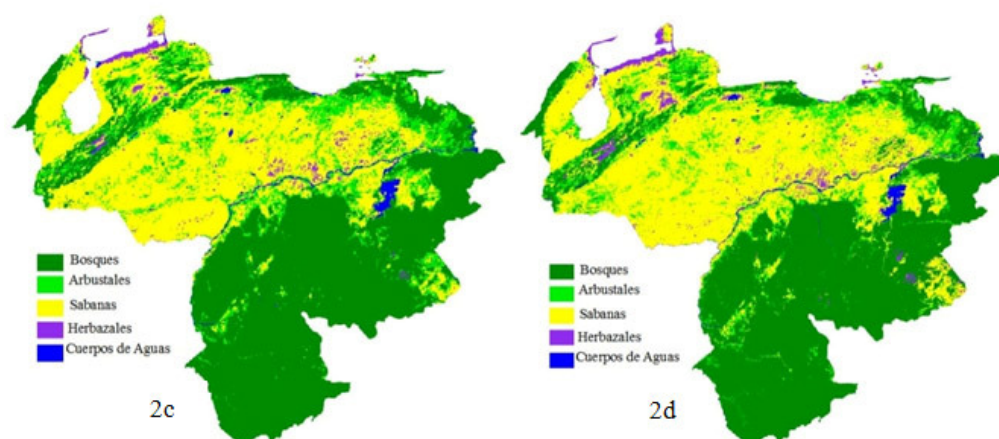 Bosques
Arbustales
Sabanas
Herbazales
Cuerpos de Aguas
2c
Bosques
Arbustales
Sabanas
Herbazales
Cuerpos de Aguas
2d